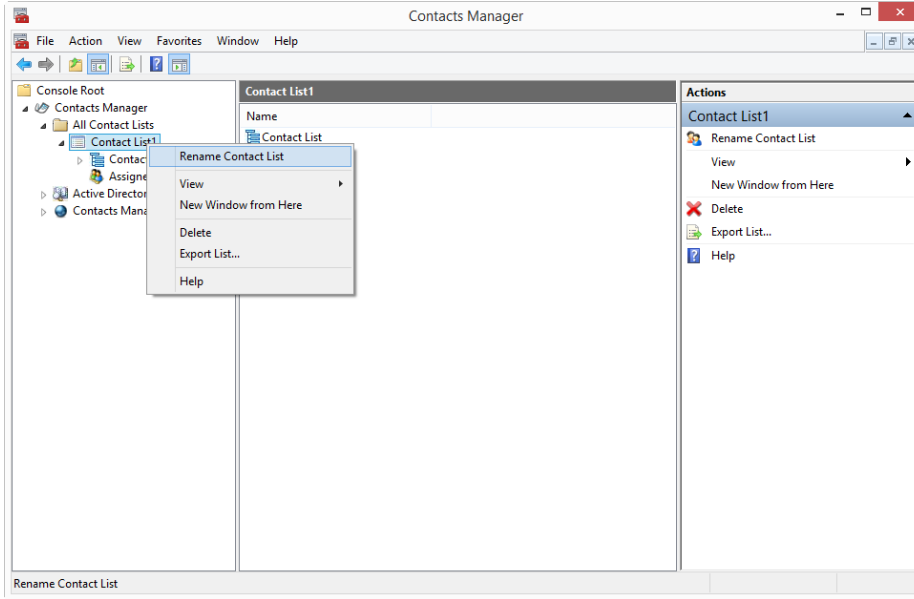 Contacts Manager
File Action View Favorites Window Help
Console Root
Contacts Manager
All Contact Lists
Contact List1
Active Directory
Contact List1
Name
Contact List
Rename Contact List
View
New Window from Here
Delete
Export List...
Help
Actions
Contact List1
Rename Contact List
View
New Window from Here
Delete
Export List...
Help
Rename Contact List